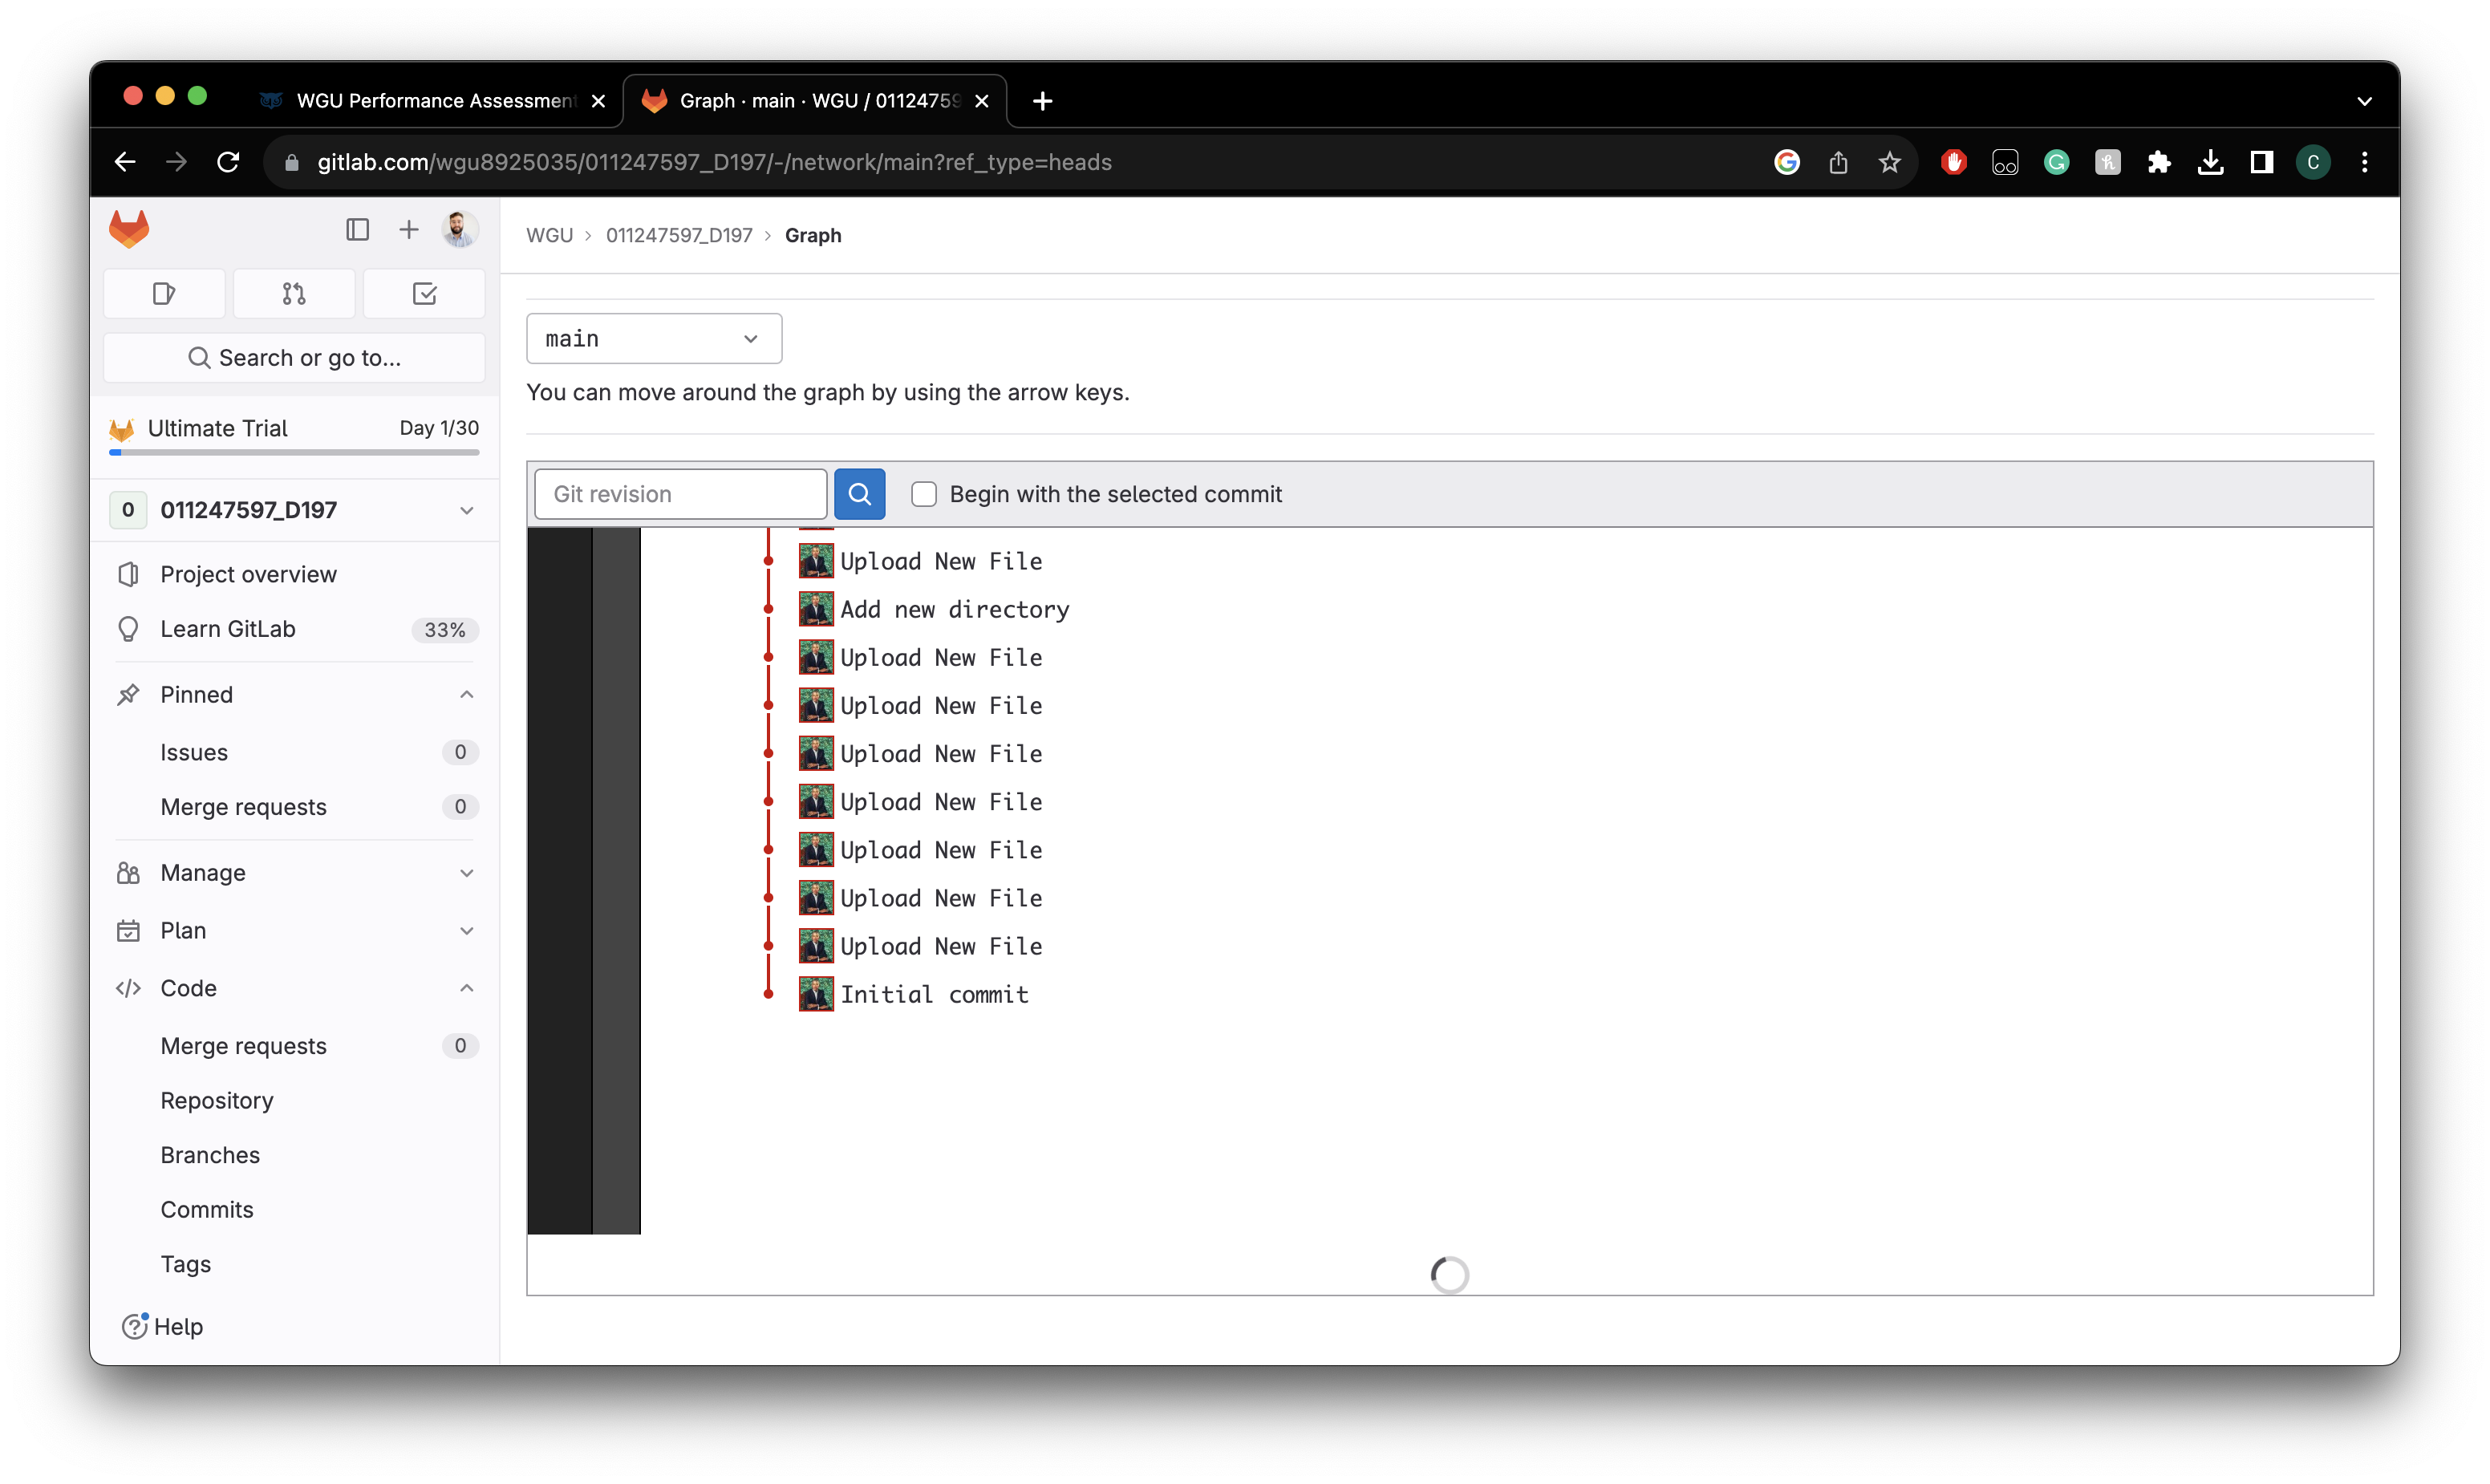 WGU Performance Assessment
Graph · main · WGU / 01124759
gitlab.com/wgu8925035/011247597_D197/-/network/main?ref_type=heads
C
WGU > 011247597_D197 > Graph
Search or go to...
main
You can move around the graph by using the arrow keys.
Ultimate Trial Day 1/30
0 011247597_D197
Git revision Begin with the selected commit
Project overview
Learn GitLab 33%
Pinned
Issues 0
Merge requests 0
Manage
Plan
Code
Merge requests 0
Repository
Branches
Commits
Tags
Help
Upload New File
Add new directory
Upload New File
Upload New File
Upload New File
Upload New File
Upload New File
Upload New File
Upload New File
Initial commit